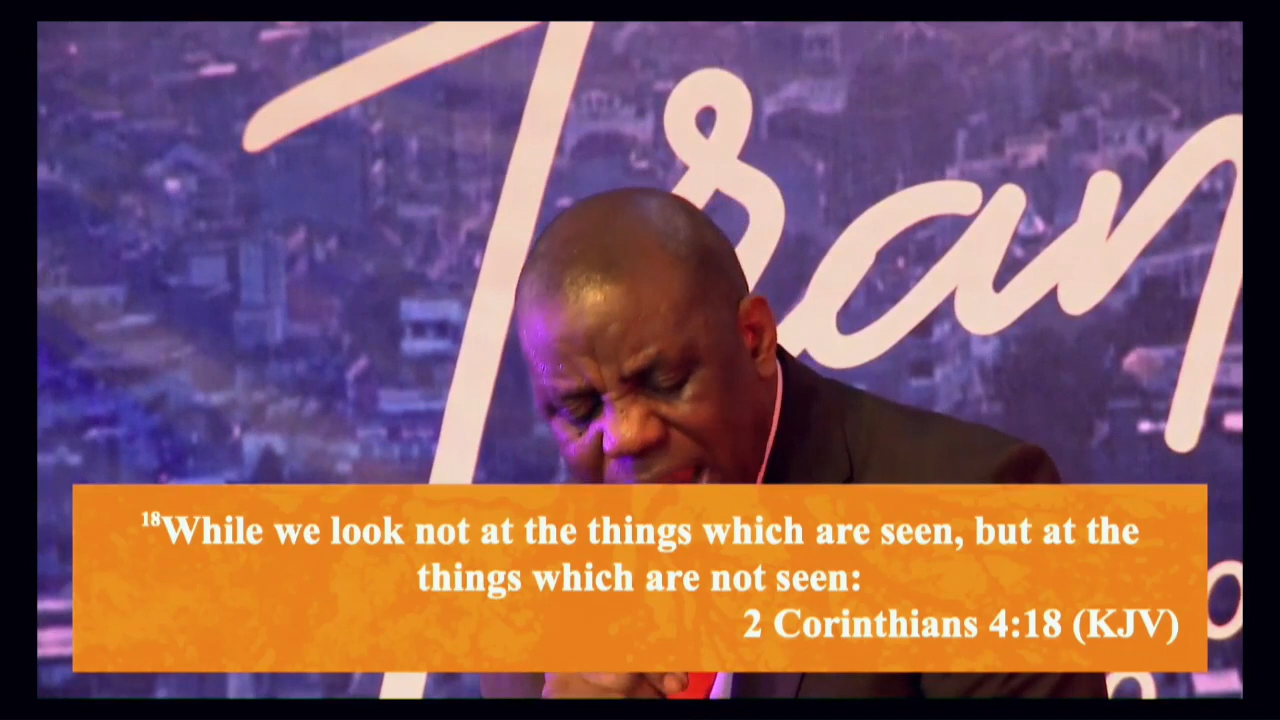 Tran
¹⁸While we look not at the things which are seen, but at the
things which are not seen:
2 Corinthians 4:18 (KJV)